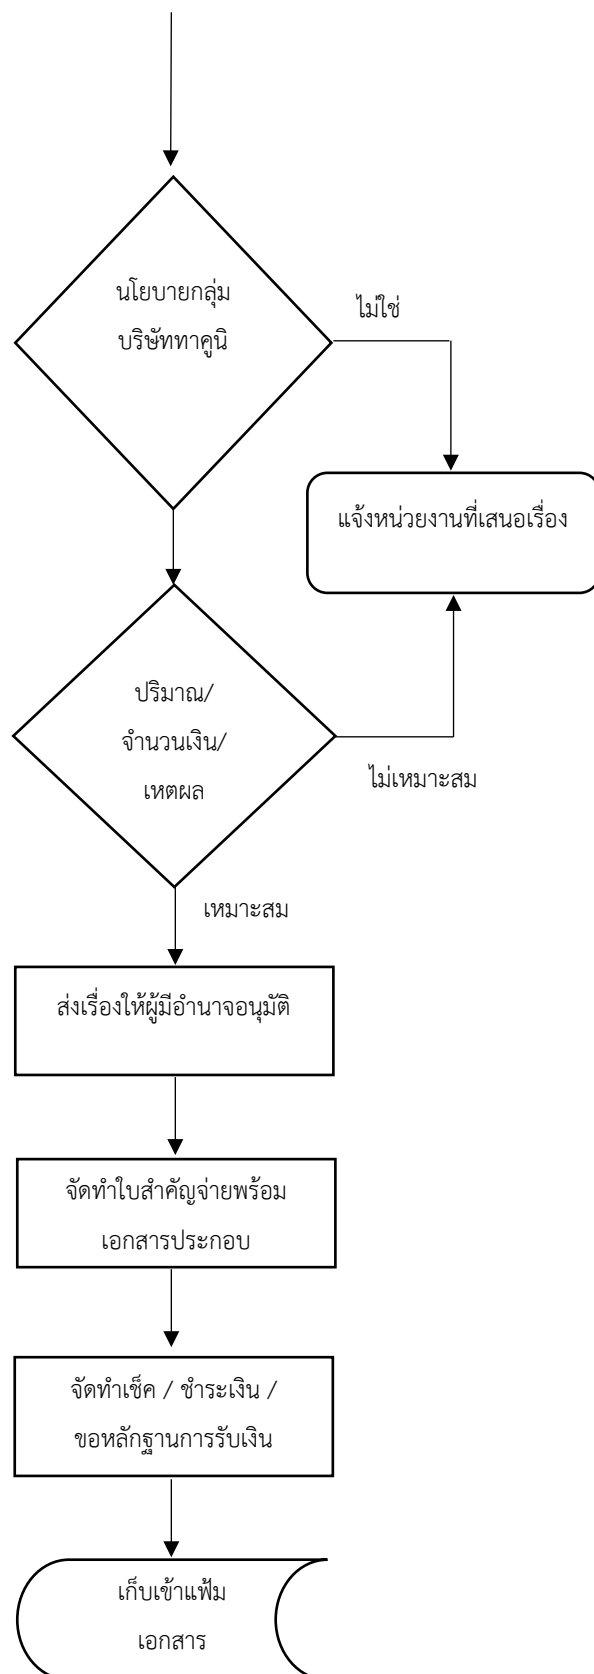 นโยบายกลุ่ม
บริษัททาคูนิ
ไม่ใช่
แจ้งหน่วยงานที่เสนอเรื่อง
ปริมาณ/
จำนวนเงิน/
เหตผล
ไม่เหมาะสม
เหมาะสม
ส่งเรื่องให้ผู้มีอำนาจอนุมัติ
จัดทำใบสำคัญจ่ายพร้อม
เอกสารประกอบ
จัดทำเช็ค / ชำระเงิน /
ขอหลักฐานการรับเงิน
เก็บเข้าแฟ้ม
เอกสาร